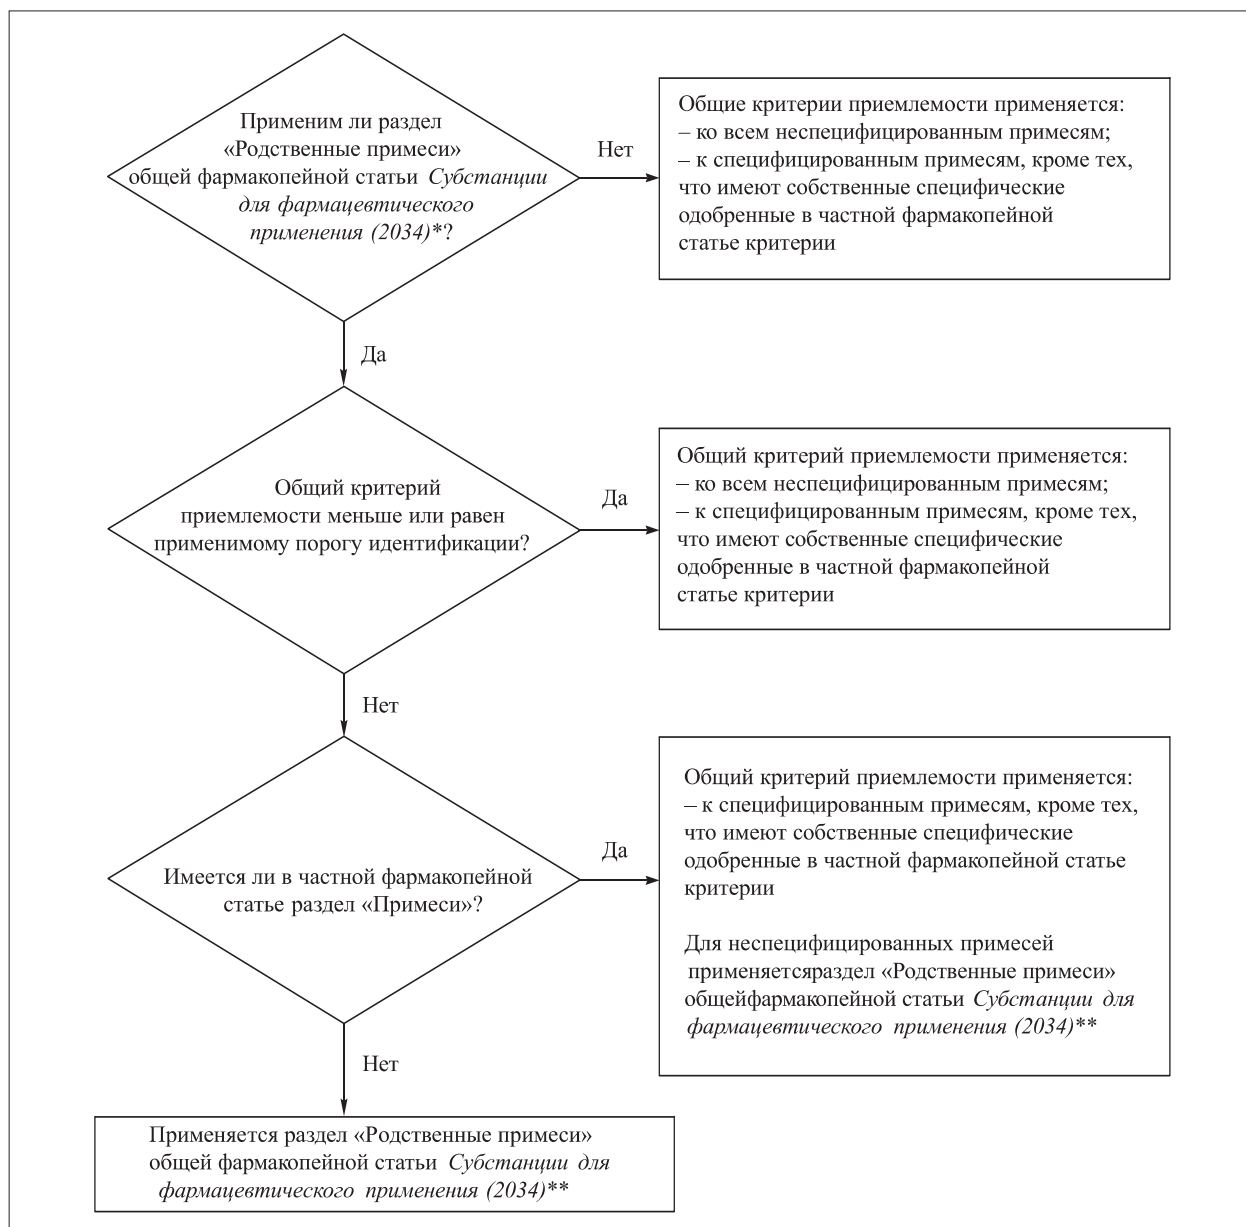 Применим ли раздел
«Родственные примеси»
общей фармакопейной статьи Субстанции
для фармацевтического
применения (2034)*?
Нет
Общие критерии приемлемости применяется:
– ко всем неспецифицированным примесям;
– к специфицированным примесям, кроме тех,
что имеют собственные специфические
одобренные в частной фармакопейной
статье критерии
Да
Общий критерий
приемлемости меньше или равен
применимому порогу идентификации?
Да
Общий критерий приемлемости применяется:
– ко всем неспецифицированным примесям;
– к специфицированным примесям, кроме тех,
что имеют собственные специфические
одобренные в частной фармакопейной
статье критерии
Нет
Имеется ли в частной фармакопейной
статье раздел «Примеси»?
Да
Общий критерий приемлемости применяется:
– к специфицированным примесям, кроме тех,
что имеют собственные специфические
одобренные в частной фармакопейной статье
критерии
Для неспецифицированных примесей
применяетсяраздел «Родственные примеси»
общейфармакопейной статьи Субстанции для
фармацевтического применения (2034)**
Нет
Применяется раздел «Родственные примеси»
общей фармакопейной статьи Субстанции для
фармацевтического применения (2034)**